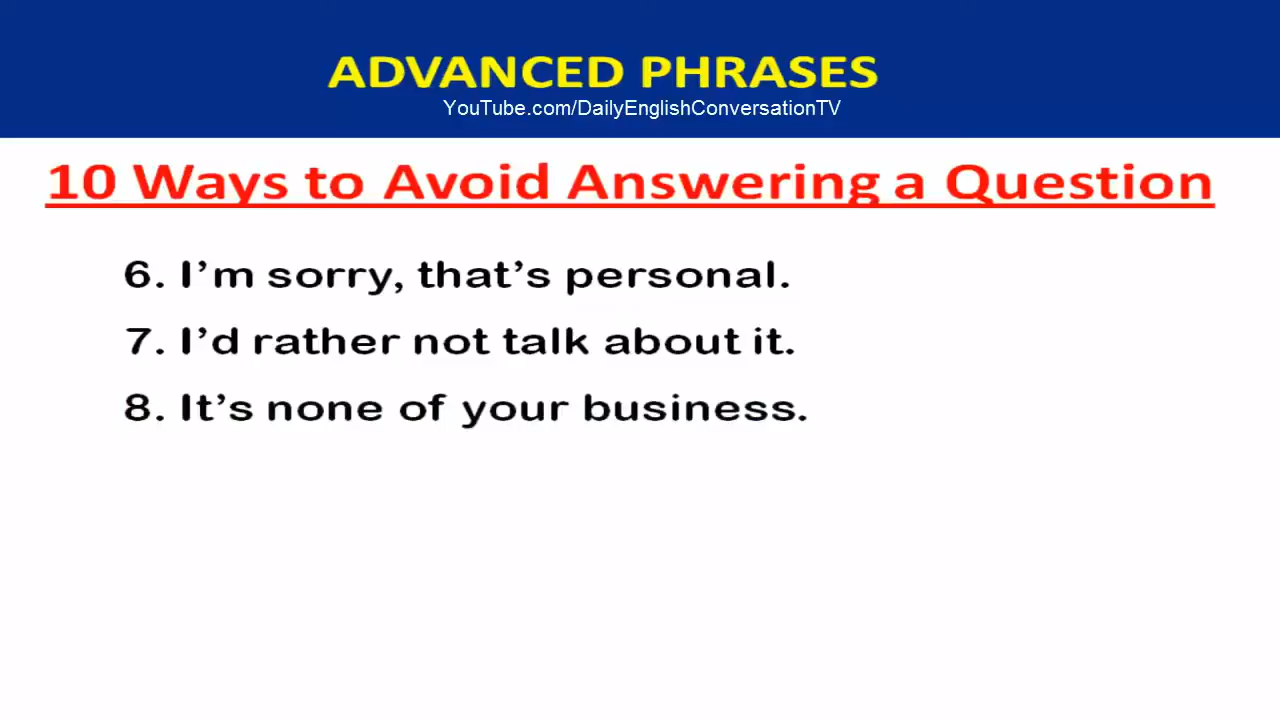 ADVANCED PHRASES
YouTube.com/DailyEnglishConversationTV
10 Ways to Avoid Answering a Question
6. I’m sorry, that’s personal.
7. I’d rather not talk about it.
8. It’s none of your business.